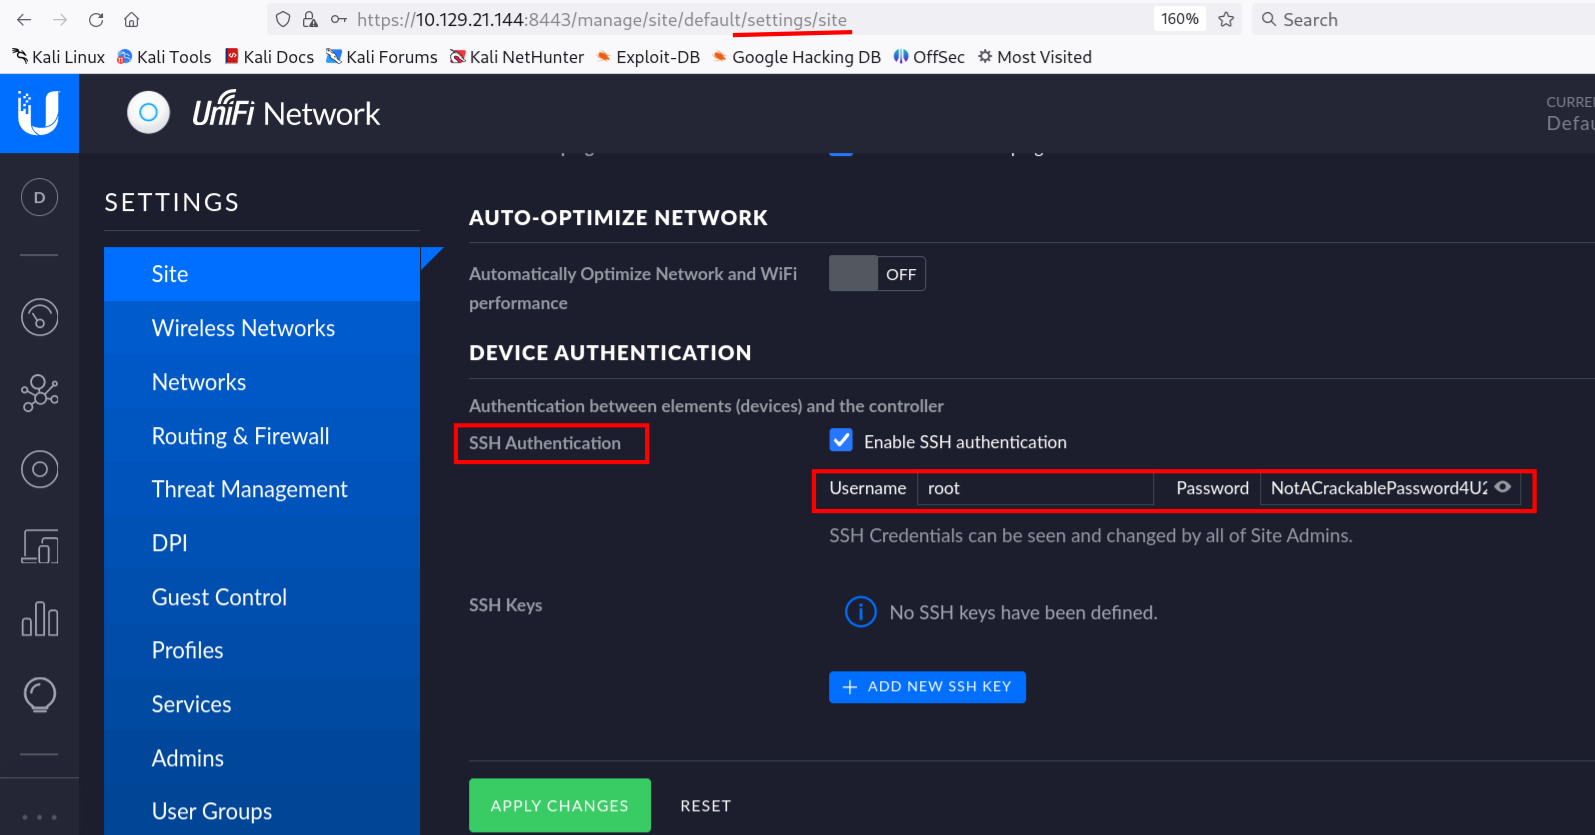 https://10.129.21.144:8443/manage/site/default/settings/site
160%
Search
Kali Linux
Kali Tools
Kali Docs
Kali Forums
Kali NetHunter
Exploit-DB
Google Hacking DB
OffSec
Most Visited
UniFi Network
CURRE
Defau
D
SETTINGS
Site
Wireless Networks
Networks
Routing & Firewall
Threat Management
DPI
Guest Control
Profiles
Services
Admins
User Groups
AUTO-OPTIMIZE NETWORK
Automatically Optimize Network and WiFi
performance
OFF
DEVICE AUTHENTICATION
Authentication between elements (devices) and the controller
SSH Authentication
Enable SSH authentication
Username root Password NotACrackablePassword4U2
SSH Credentials can be seen and changed by all of Site Admins.
SSH Keys
No SSH keys have been defined.
ADD NEW SSH KEY
APPLY CHANGES
RESET